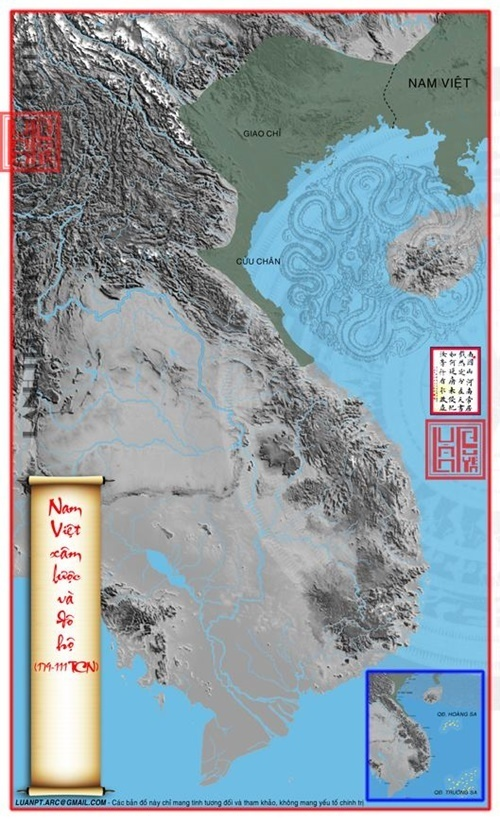 NAM VIỆT
GIAO CHỈ
CỬU CHÂN
Nam
Việt
xâm
lược
và
đô
hộ
(179-111 TCN)
QĐ. HOÀNG SA
QĐ. TRƯỜNG SA
LUANPT.ARC@GMAIL.COM - Các bản đồ này chỉ mang tính tương đối và tham khảo, không mang yếu tố chính trị